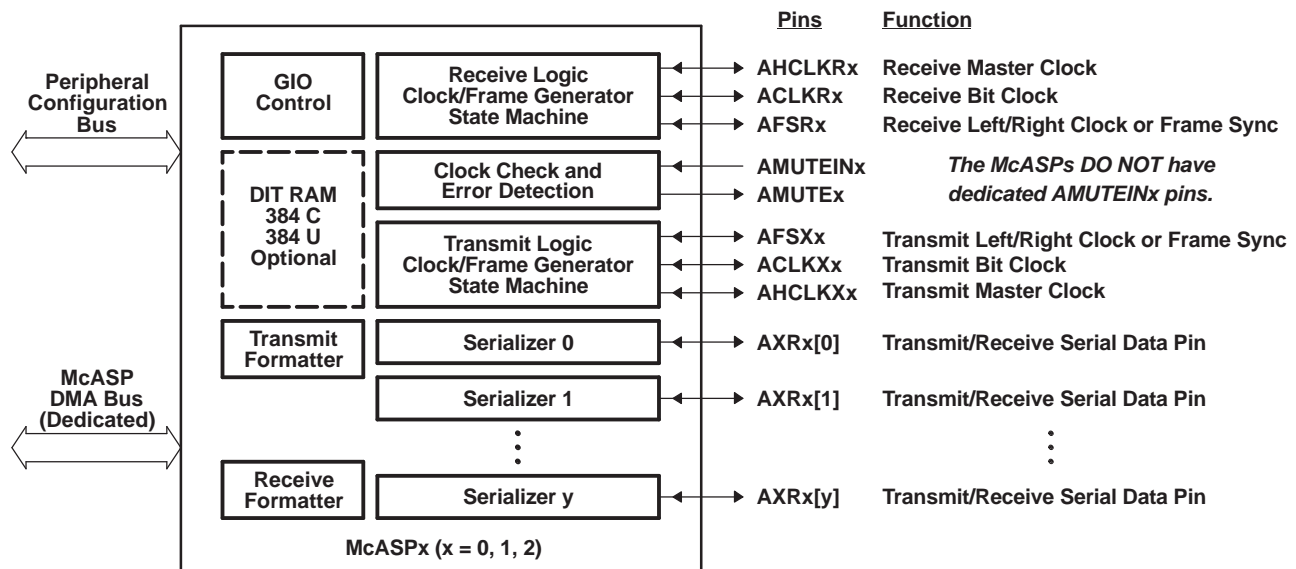 Pins Function
Peripheral
Configuration
Bus
GIO
Control
Receive Logic
Clock/Frame Generator
State Machine
AHCLKRx Receive Master Clock
ACLKRx Receive Bit Clock
AFSRx Receive Left/Right Clock or Frame Sync
DIT RAM
384 C
384 U
Optional
Clock Check and
Error Detection
AMUTEINx
AMUTEx
The McASPs DO NOT have
dedicated AMUTEINx pins.
Transmit Logic
Clock/Frame Generator
State Machine
AFSXx Transmit Left/Right Clock or Frame Sync
ACLKXx Transmit Bit Clock
AHCLKXx Transmit Master Clock
Transmit
Formatter
Serializer 0
AXRx[0] Transmit/Receive Serial Data Pin
McASP
DMA Bus
(Dedicated)
Serializer 1
AXRx[1] Transmit/Receive Serial Data Pin
Receive
Formatter
Serializer y
AXRx[y] Transmit/Receive Serial Data Pin
McASPx (x = 0, 1, 2)